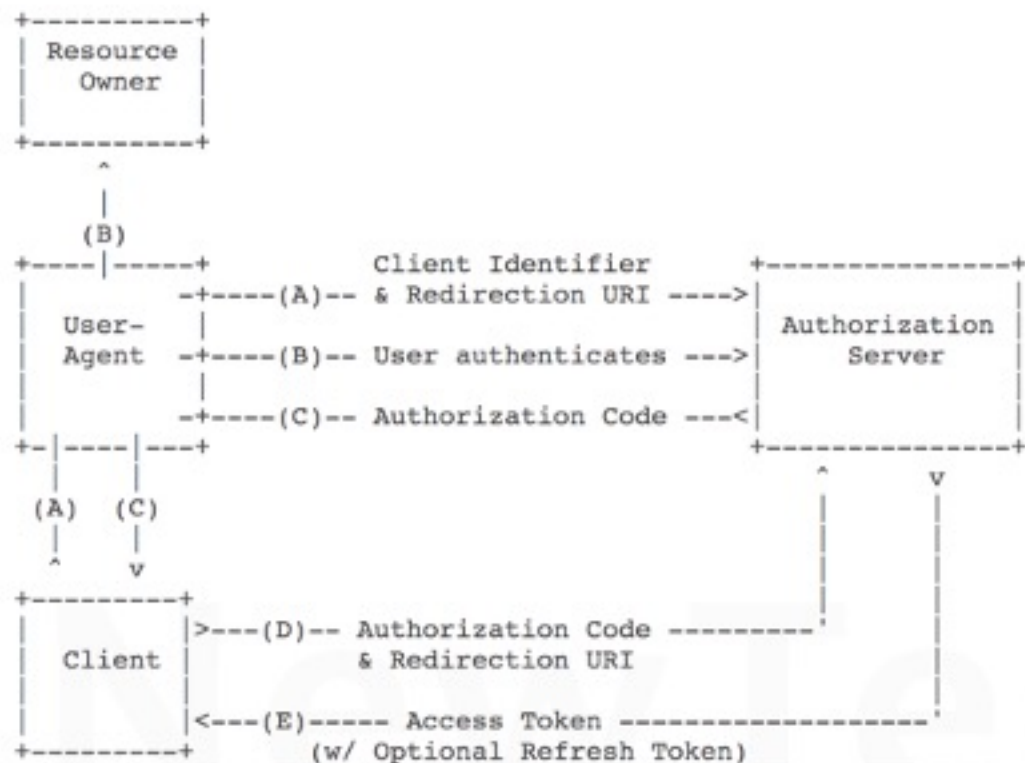 Resource
Owner
(B)
Client Identifier
(A)-- & Redirection URI
User-
Agent
(B)-- User authenticates
Authorization
Server
(C)-- Authorization Code
(A) (C)
(D)-- Authorization Code
& Redirection URI
Client
(E)----- Access Token
(w/ Optional Refresh Token)
NewTe